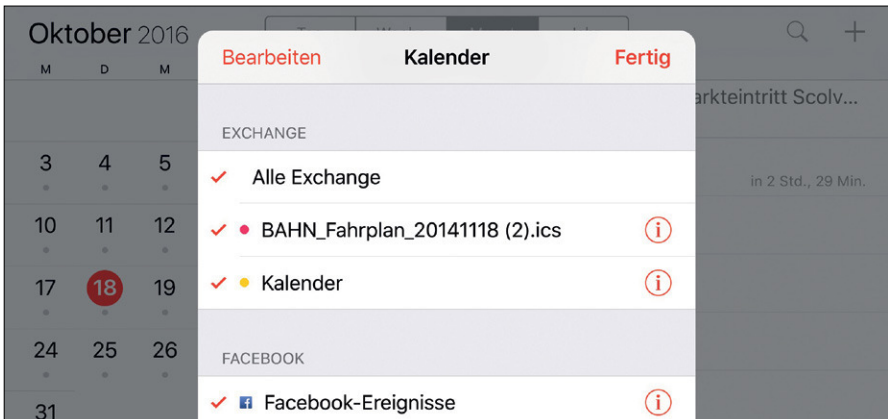 Oktober 2016
M D M
3 4 5
10 11 12
17 18 19
24 25 26
31
Bearbeiten Kalender Fertig
EXCHANGE
Alle Exchange
BAHN_Fahrplan_20141118 (2).ics
Kalender
FACEBOOK
Facebook-Ereignisse
arkteintritt Scolv...
in 2 Std., 29 Min.